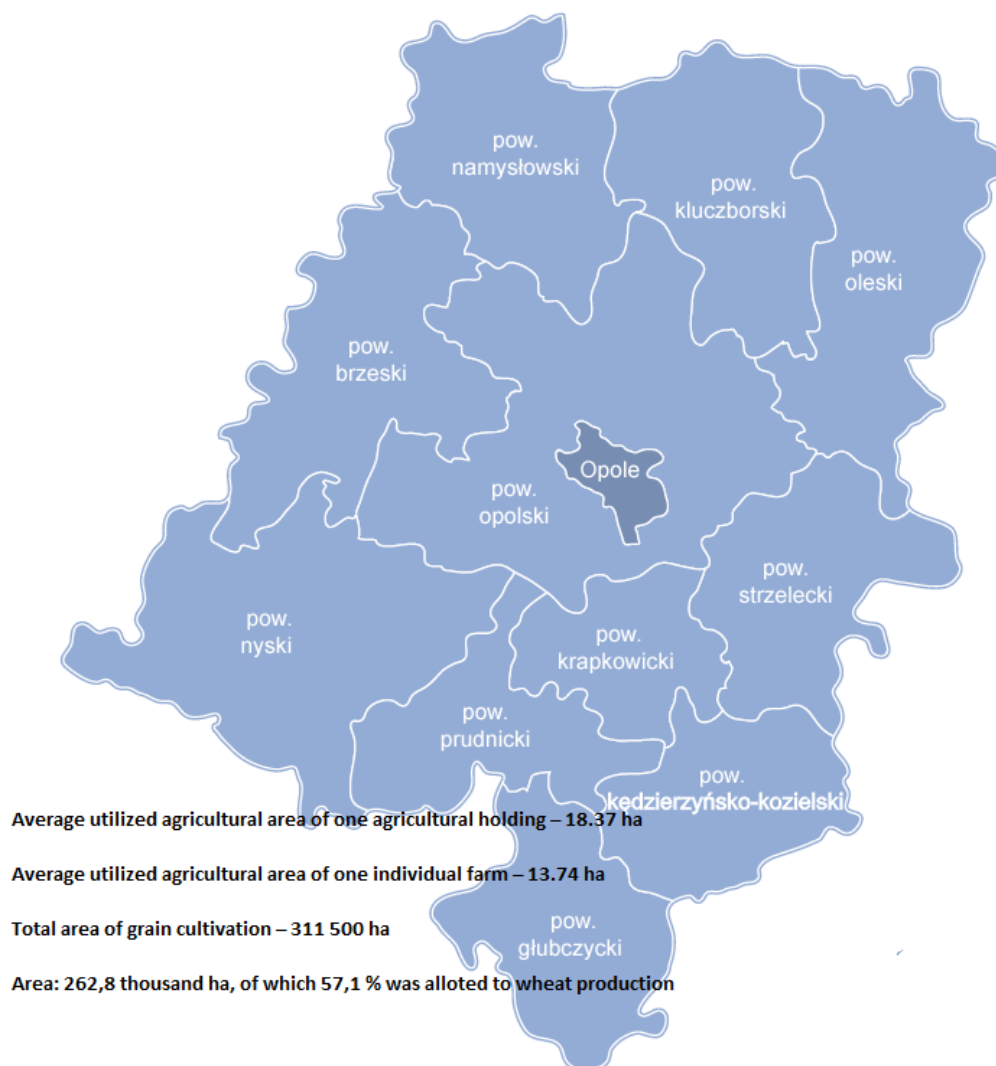 pow.
namysłowski
pow.
kluczborski
pow.
oleski
pow.
brzeski
Opole
pow.
opolski
pow.
strzelecki
pow.
nyski
pow.
krapkowicki
pow.
prudnicki
pow.
kędzierzyńsko-kozielski
Average utilized agricultural area of one agricultural holding – 18.37 ha
Average utilized agricultural area of one individual farm – 13.74 ha
Total area of grain cultivation – 311 500 ha
pow.
głubczycki
Area: 262,8 thousand ha, of which 57,1 % was alloted to wheat production